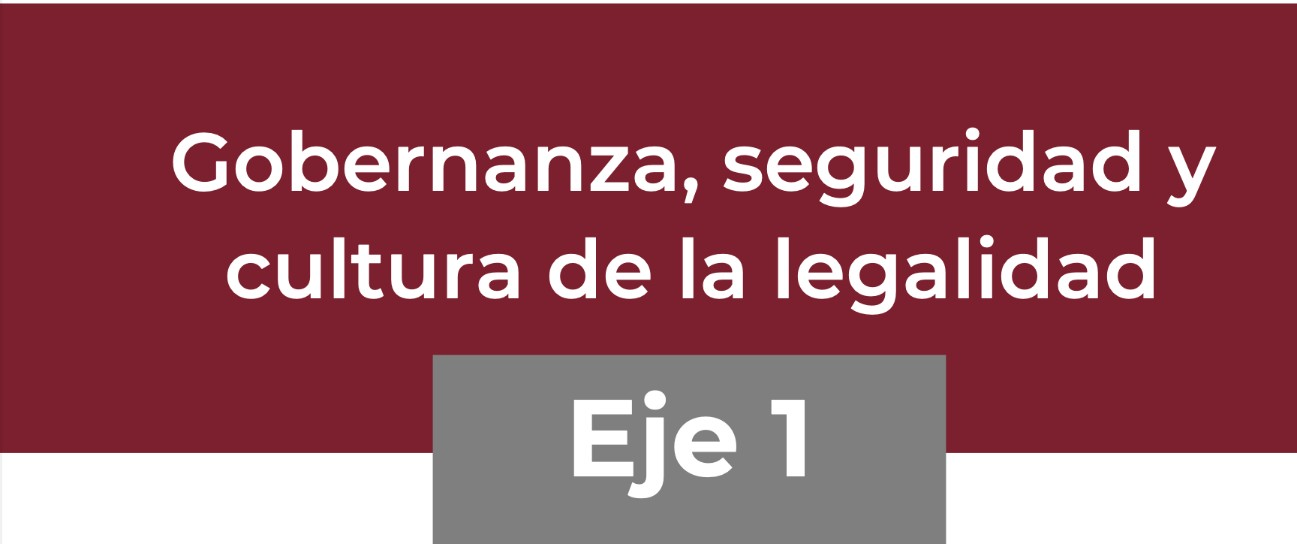 Gobernanza, seguridad y
cultura de la legalidad
Eje 1